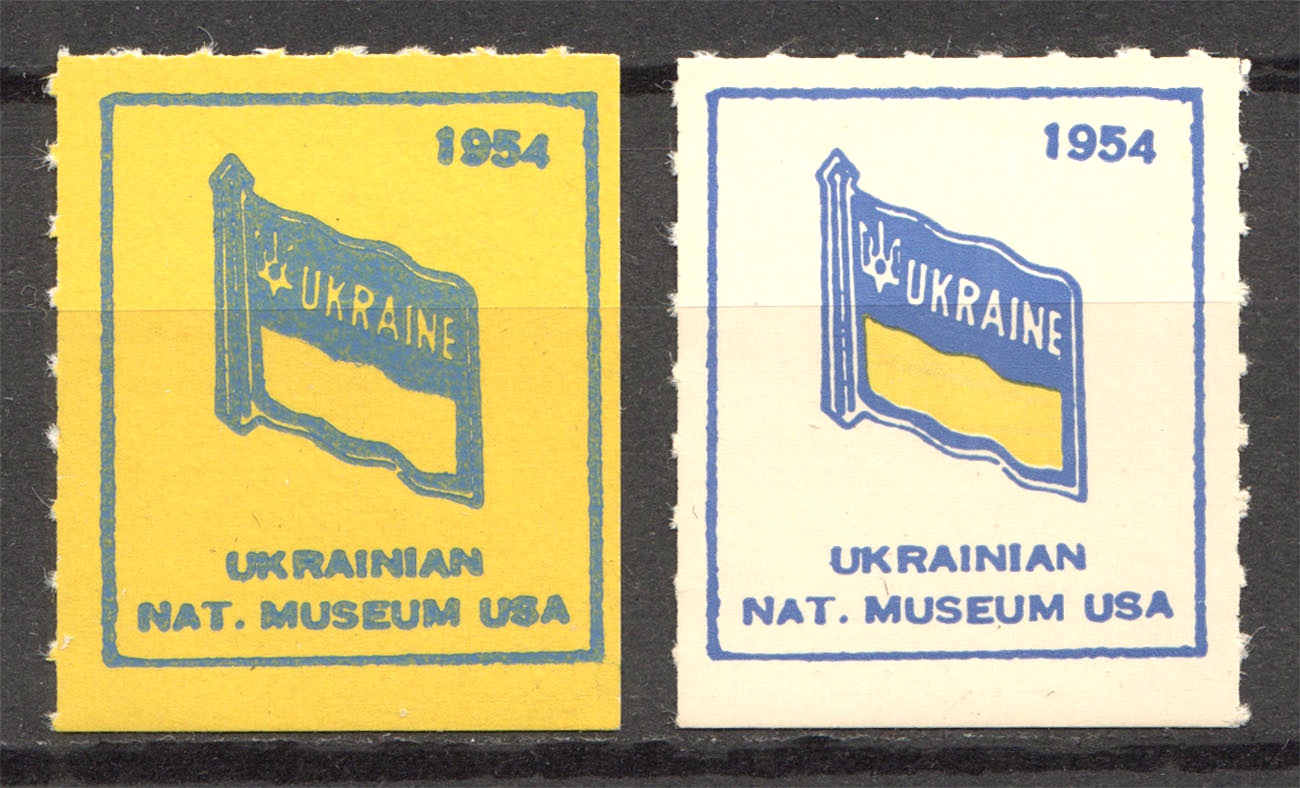 1954
UKRAINE
UKRAINIAN
NAT. MUSEUM USA
1954
UKRAINE
UKRAINIAN
NAT. MUSEUM USA